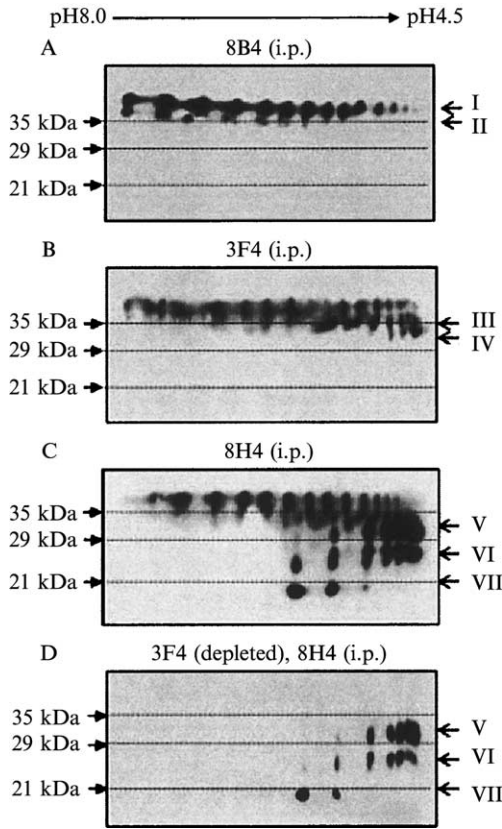 pH8.0 pH4.5
A 8B4 (i.p.)
I
35 kDa II
29 kDa
21 kDa
B 3F4 (i.p.)
35 kDa III
29 kDa IV
21 kDa
C 8H4 (i.p.)
35 kDa V
29 kDa VI
21 kDa VII
D 3F4 (depleted), 8H4 (i.p.)
35 kDa V
29 kDa VI
21 kDa VII